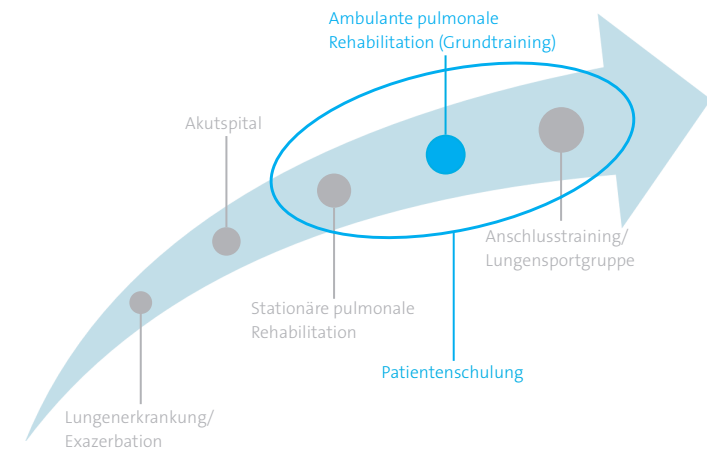 Ambulante pulmonale
Rehabilitation (Grundtraining)
Akutspital
Anschlusstraining/
Lungensportgruppe
Stationäre pulmonale
Rehabilitation
Patientenschulung
Lungenerkrankung/
Exazerbation